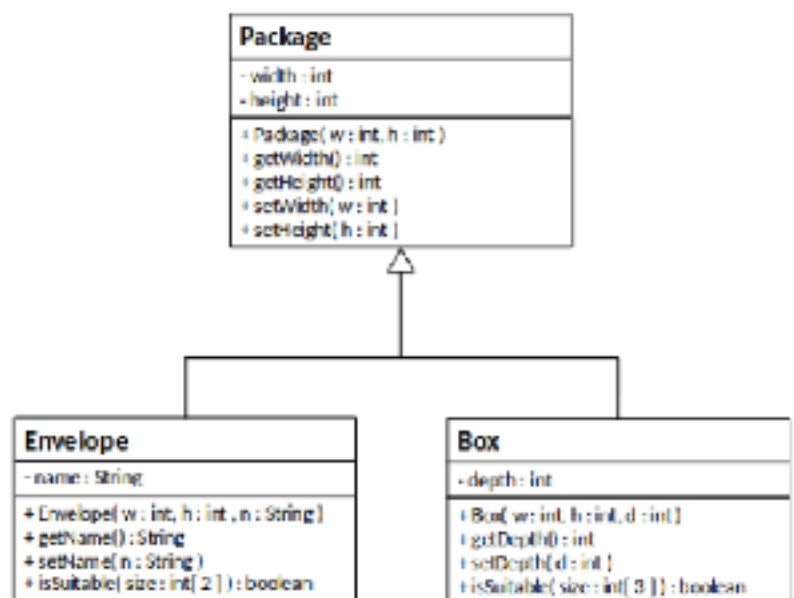 Package
- width : int
- height : int
+ Package( w : int, h : int )
+ getWidth() : int
+ getHeight() : int
+ setWidth( w : int )
+ setHeight( h : int )
Envelope
- name : String
+ Envelope( w : int, h : int , n : String )
+ getName() : String
+ setName( n : String )
+ isSuitable( size : int[ 2 ] ) : boolean
Box
- depth : int
+ Box( w : int, h : int, d : int )
+ getDepth() : int
+ setDepth( d : int )
+ isSuitable( size : int[ 3 ] ) : boolean